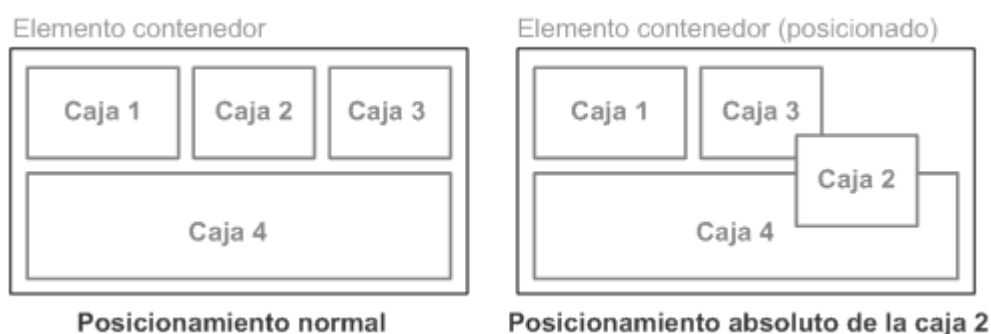 Elemento contenedor
Caja 1 Caja 2 Caja 3
Caja 4
Posicionamiento normal
Elemento contenedor (posicionado)
Caja 1 Caja 3
Caja 2
Caja 4
Posicionamiento absoluto de la caja 2